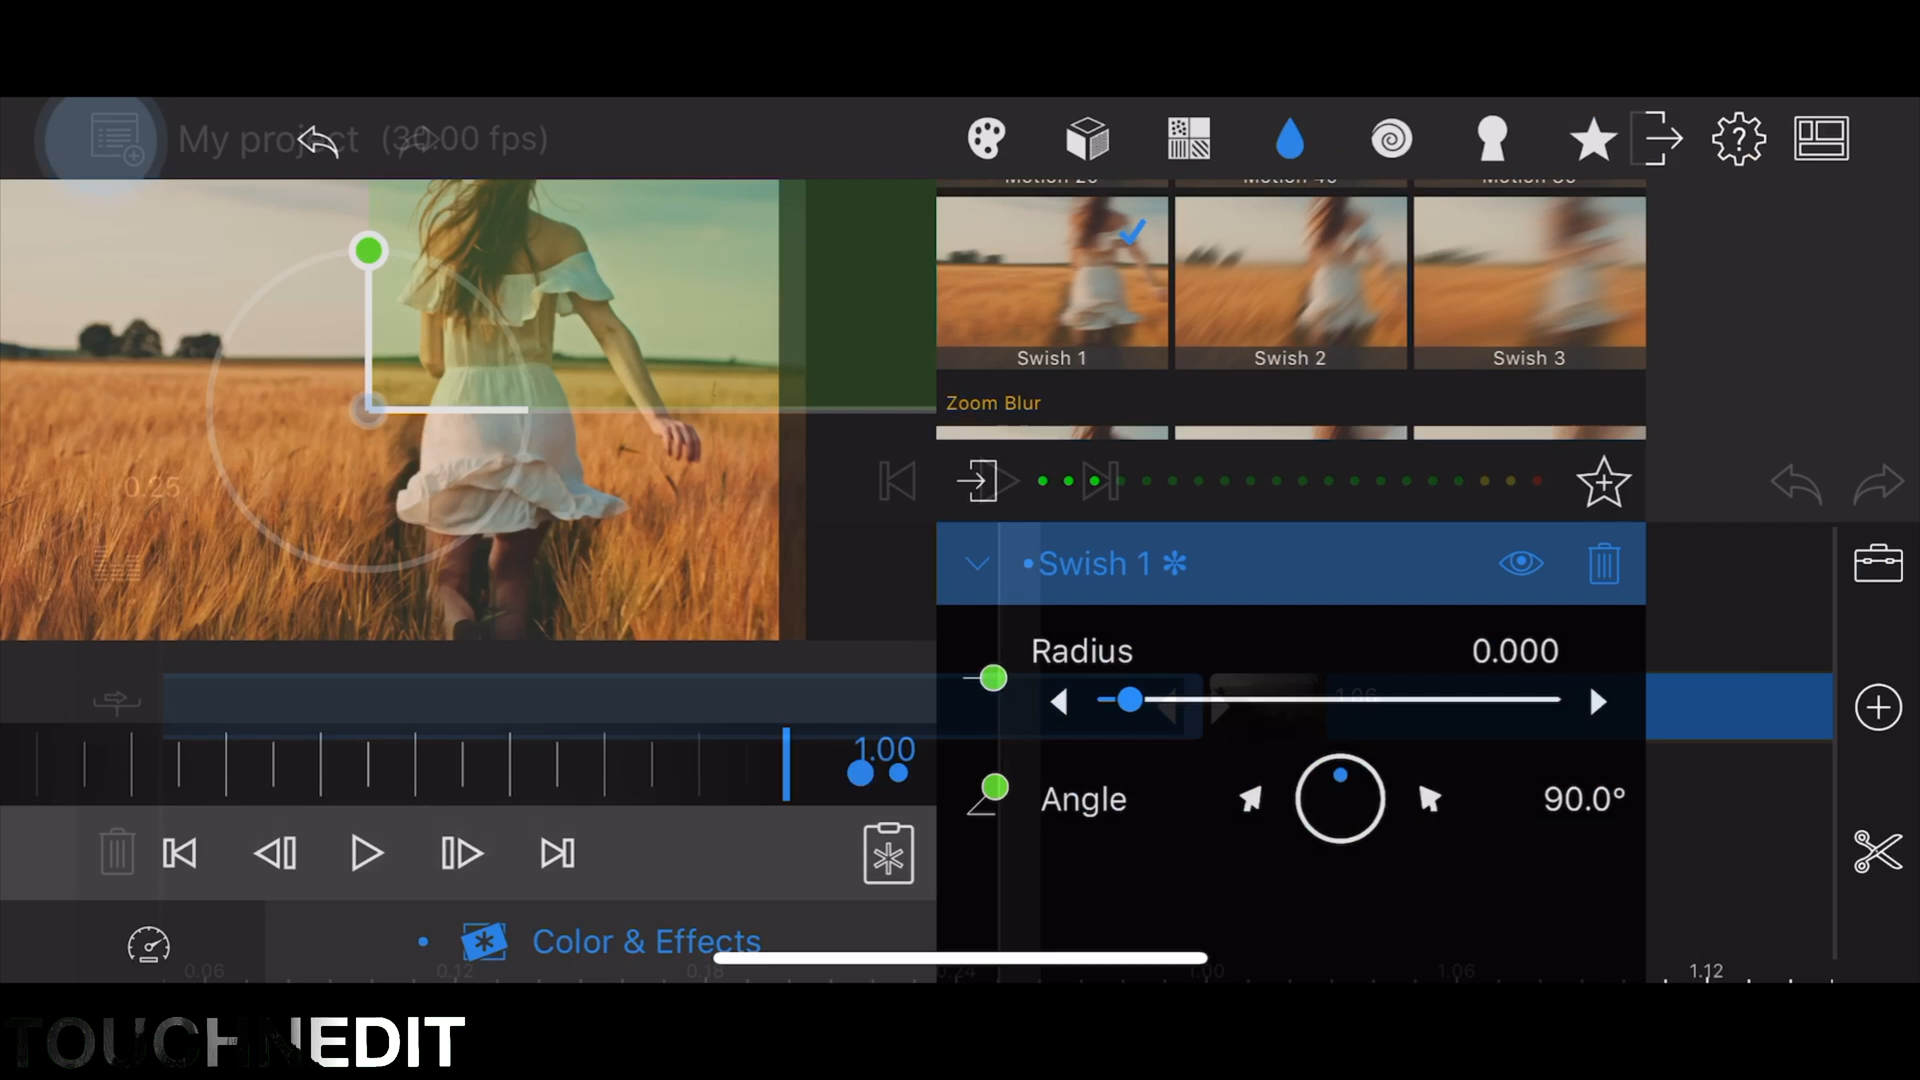 My project (30.00 fps)
Swish 1
Swish 2
Swish 3
Zoom Blur
0.25
Swish 1
Radius
0.000
1.06
1.00
Angle
90.0°
Color & Effects
0.06
0.12
0.18
0.24
1.00
1.06
1.12
TOUCHNEDIT